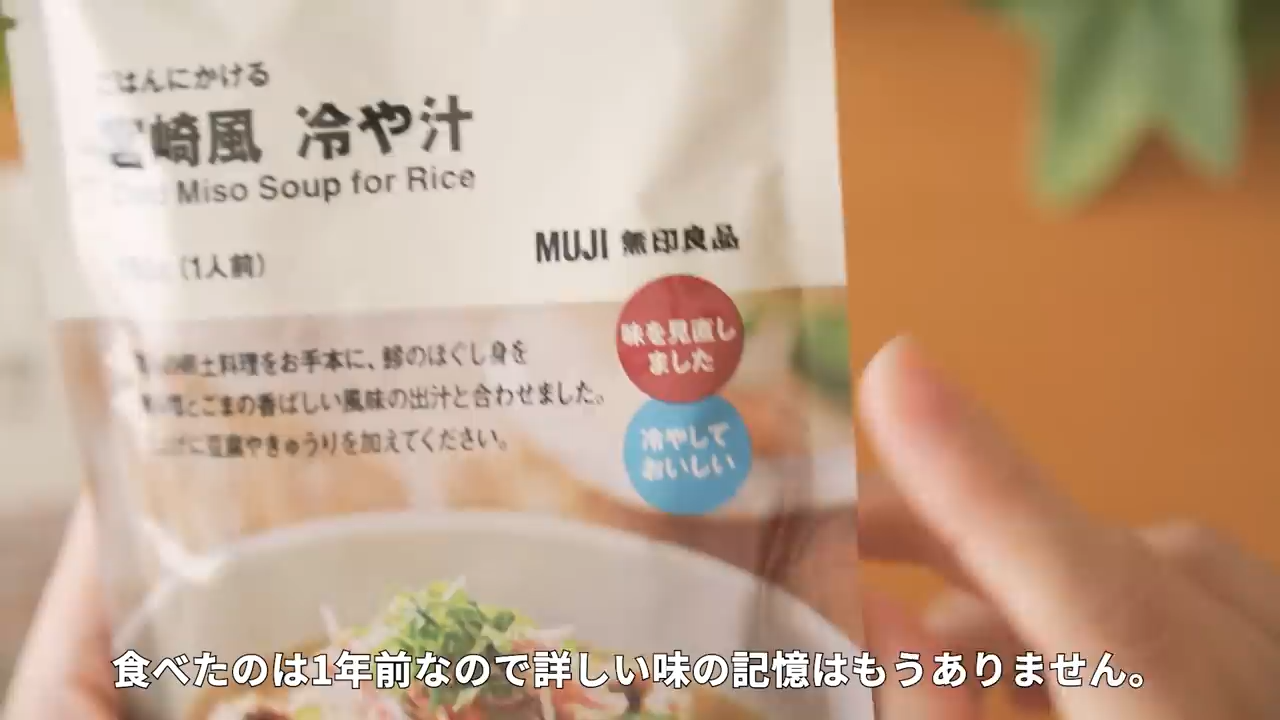 ごはんにかける
宮崎風 冷や汁
Miso Soup for Rice
(1人前)
MUJI 無印良品
味を見直し
ました
土料理をお手本に、鯵のほぐし身を
とごまの香ばしい風味の出汁と合わせました。
に豆腐やきゅうりを加えてください。
冷やして
おいしい
食べたのは1年前なので詳しい味の記憶はもうありません。